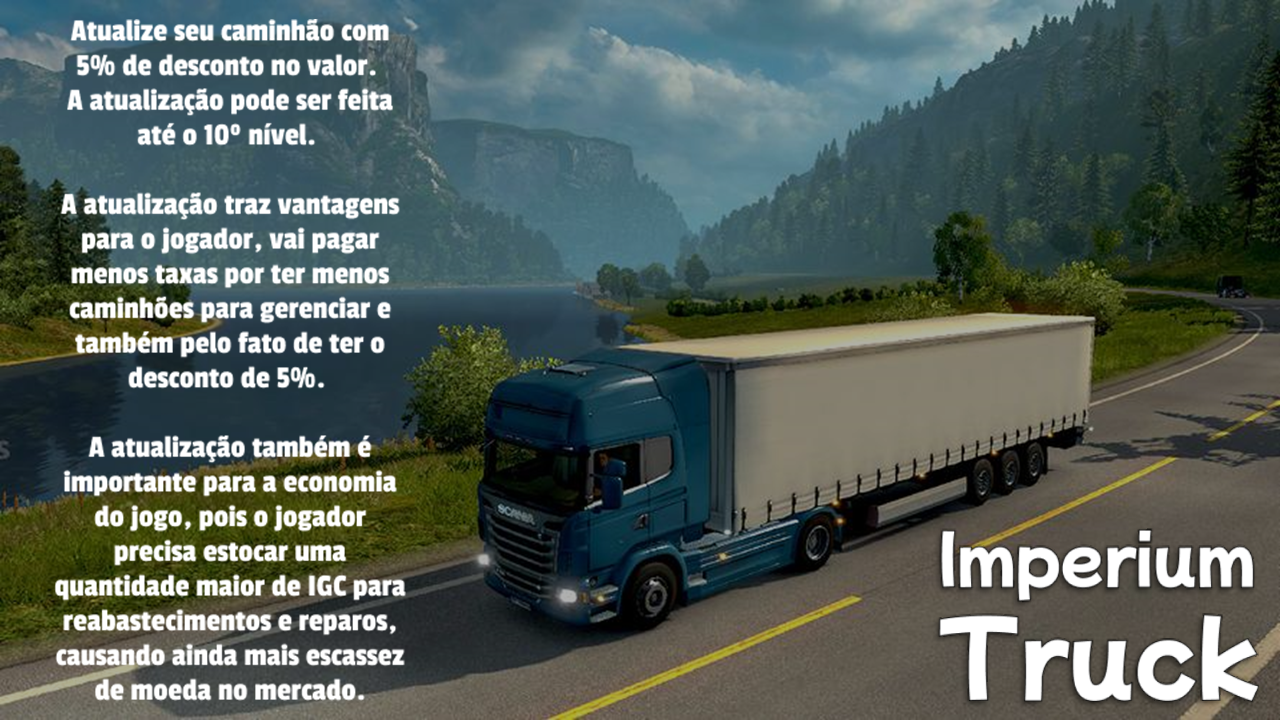 Atualize seu caminhão com
5% de desconto no valor.
A atualização pode ser feita
até o 10º nível.
A atualização traz vantagens
para o jogador, vai pagar
menos taxas por ter menos
caminhões para gerenciar e
também pelo fato de ter o
desconto de 5%.
A atualização também é
importante para a economia
do jogo, pois o jogador
precisa estocar uma
quantidade maior de IGC para
reabastecimentos e reparos,
causando ainda mais escassez
de moeda no mercado.
SCANIA
Imperium
Truck